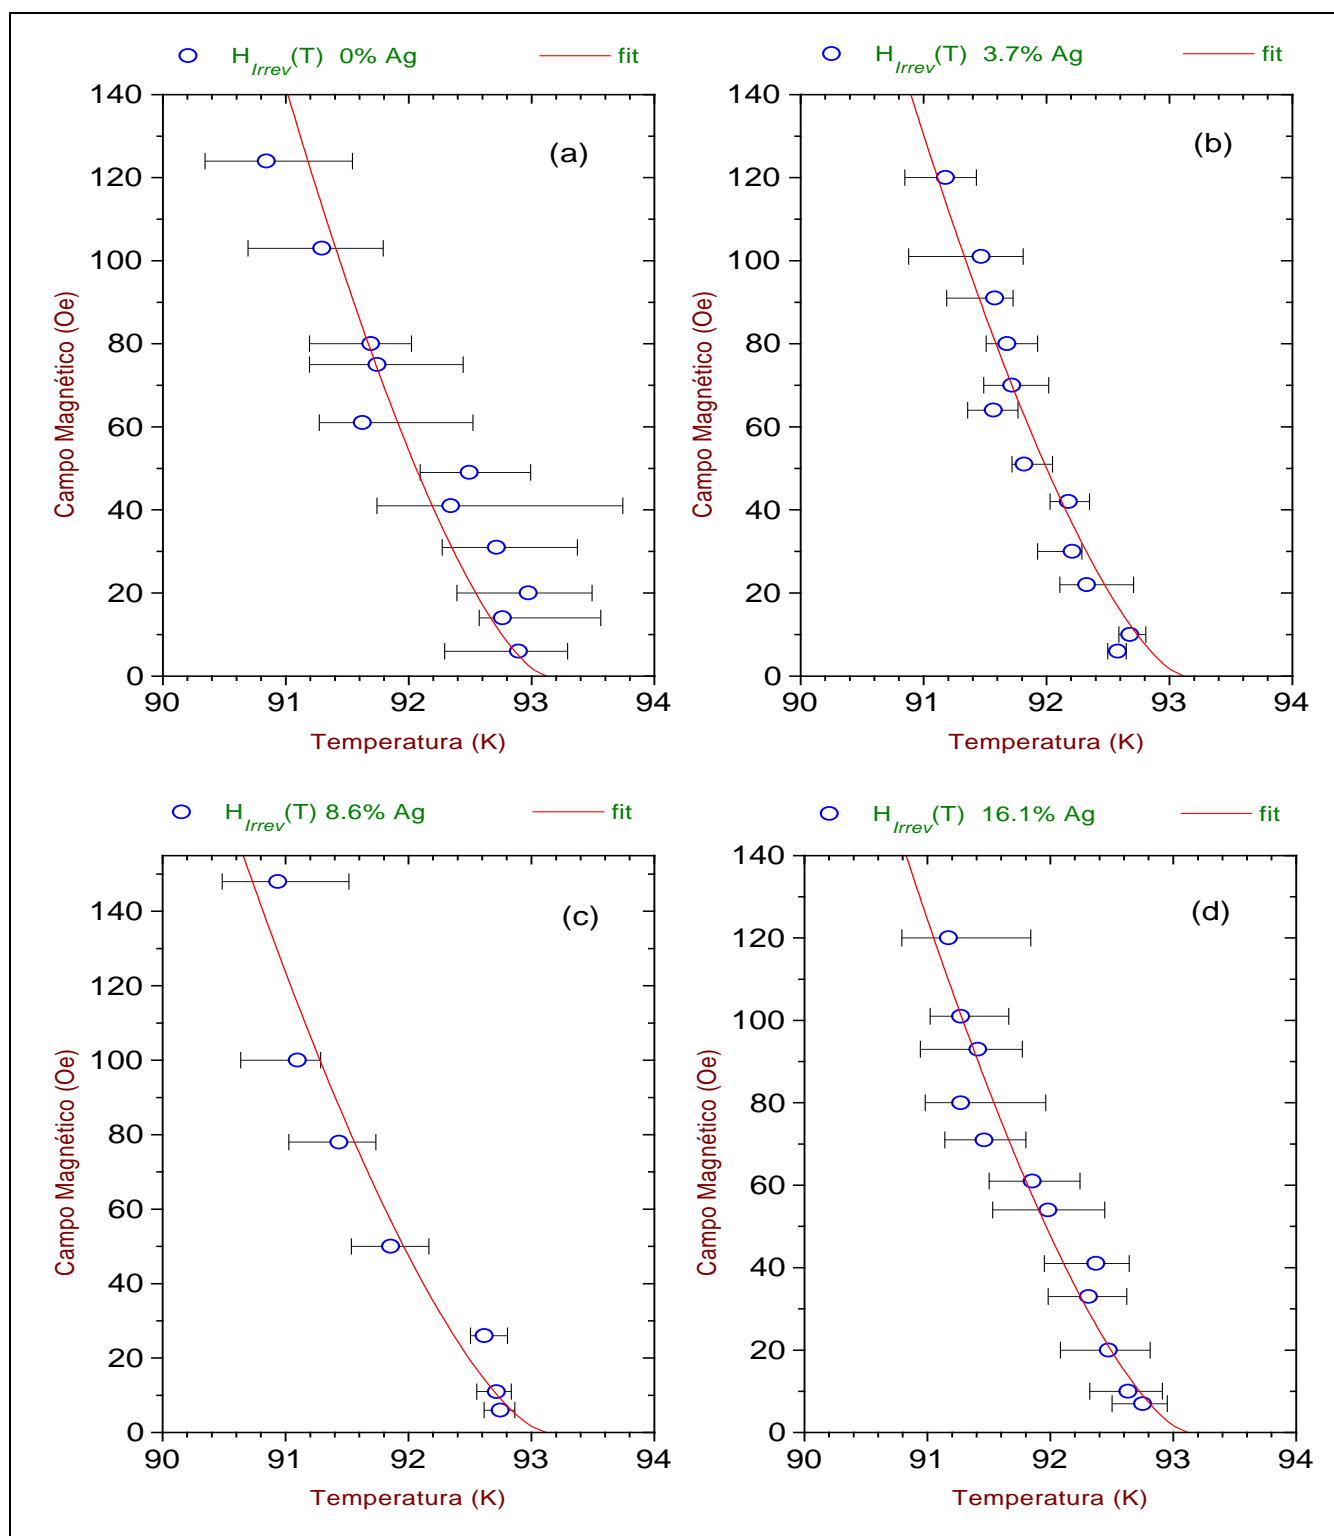 H_Irrev(T) 0% Ag fit
(a)
140
120
100
80
60
40
20
0
90 91 92 93 94
Campo Magnético (Oe)
Temperatura (K)
H_Irrev(T) 3.7% Ag fit
(b)
140
120
100
80
60
40
20
0
90 91 92 93 94
Campo Magnético (Oe)
Temperatura (K)
H_Irrev(T) 8.6% Ag fit
(c)
140
120
100
80
60
40
20
0
90 91 92 93 94
Campo Magnético (Oe)
Temperatura (K)
H_Irrev(T) 16.1% Ag fit
(d)
140
120
100
80
60
40
20
0
90 91 92 93 94
Campo Magnético (Oe)
Temperatura (K)